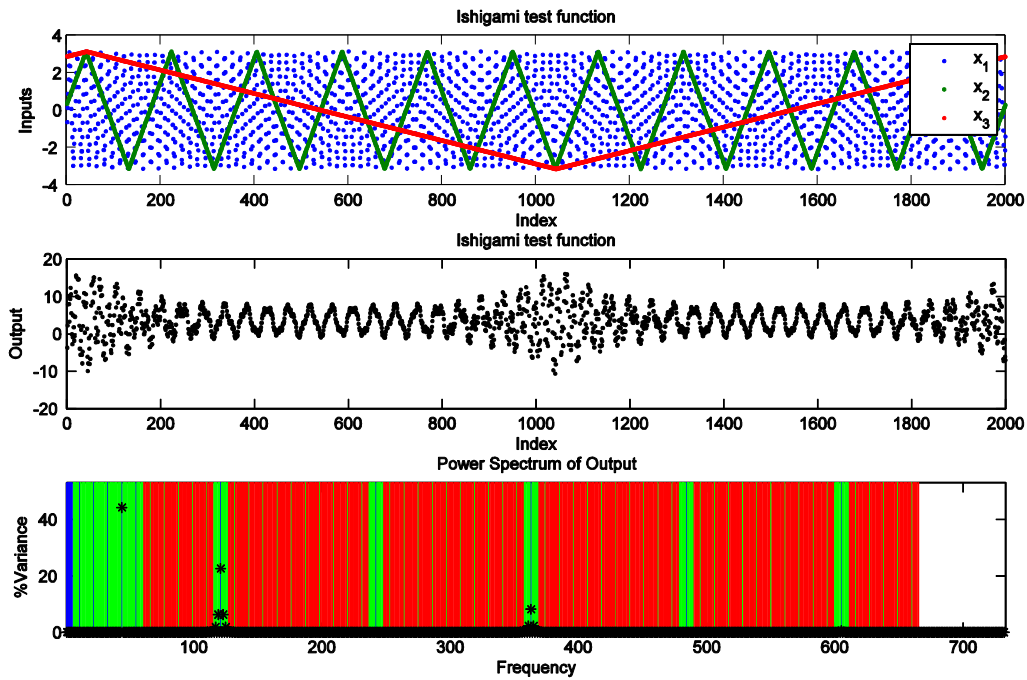 Ishigami test function
4
2
0
-2
-4
Inputs
x1
x2
x3
0 200 400 600 800 1000 1200 1400 1600 1800 2000
Index
Ishigami test function
20
10
0
-10
-20
Output
0 200 400 600 800 1000 1200 1400 1600 1800 2000
Index
Power Spectrum of Output
40
20
0
%Variance
100 200 300 400 500 600 700
Frequency